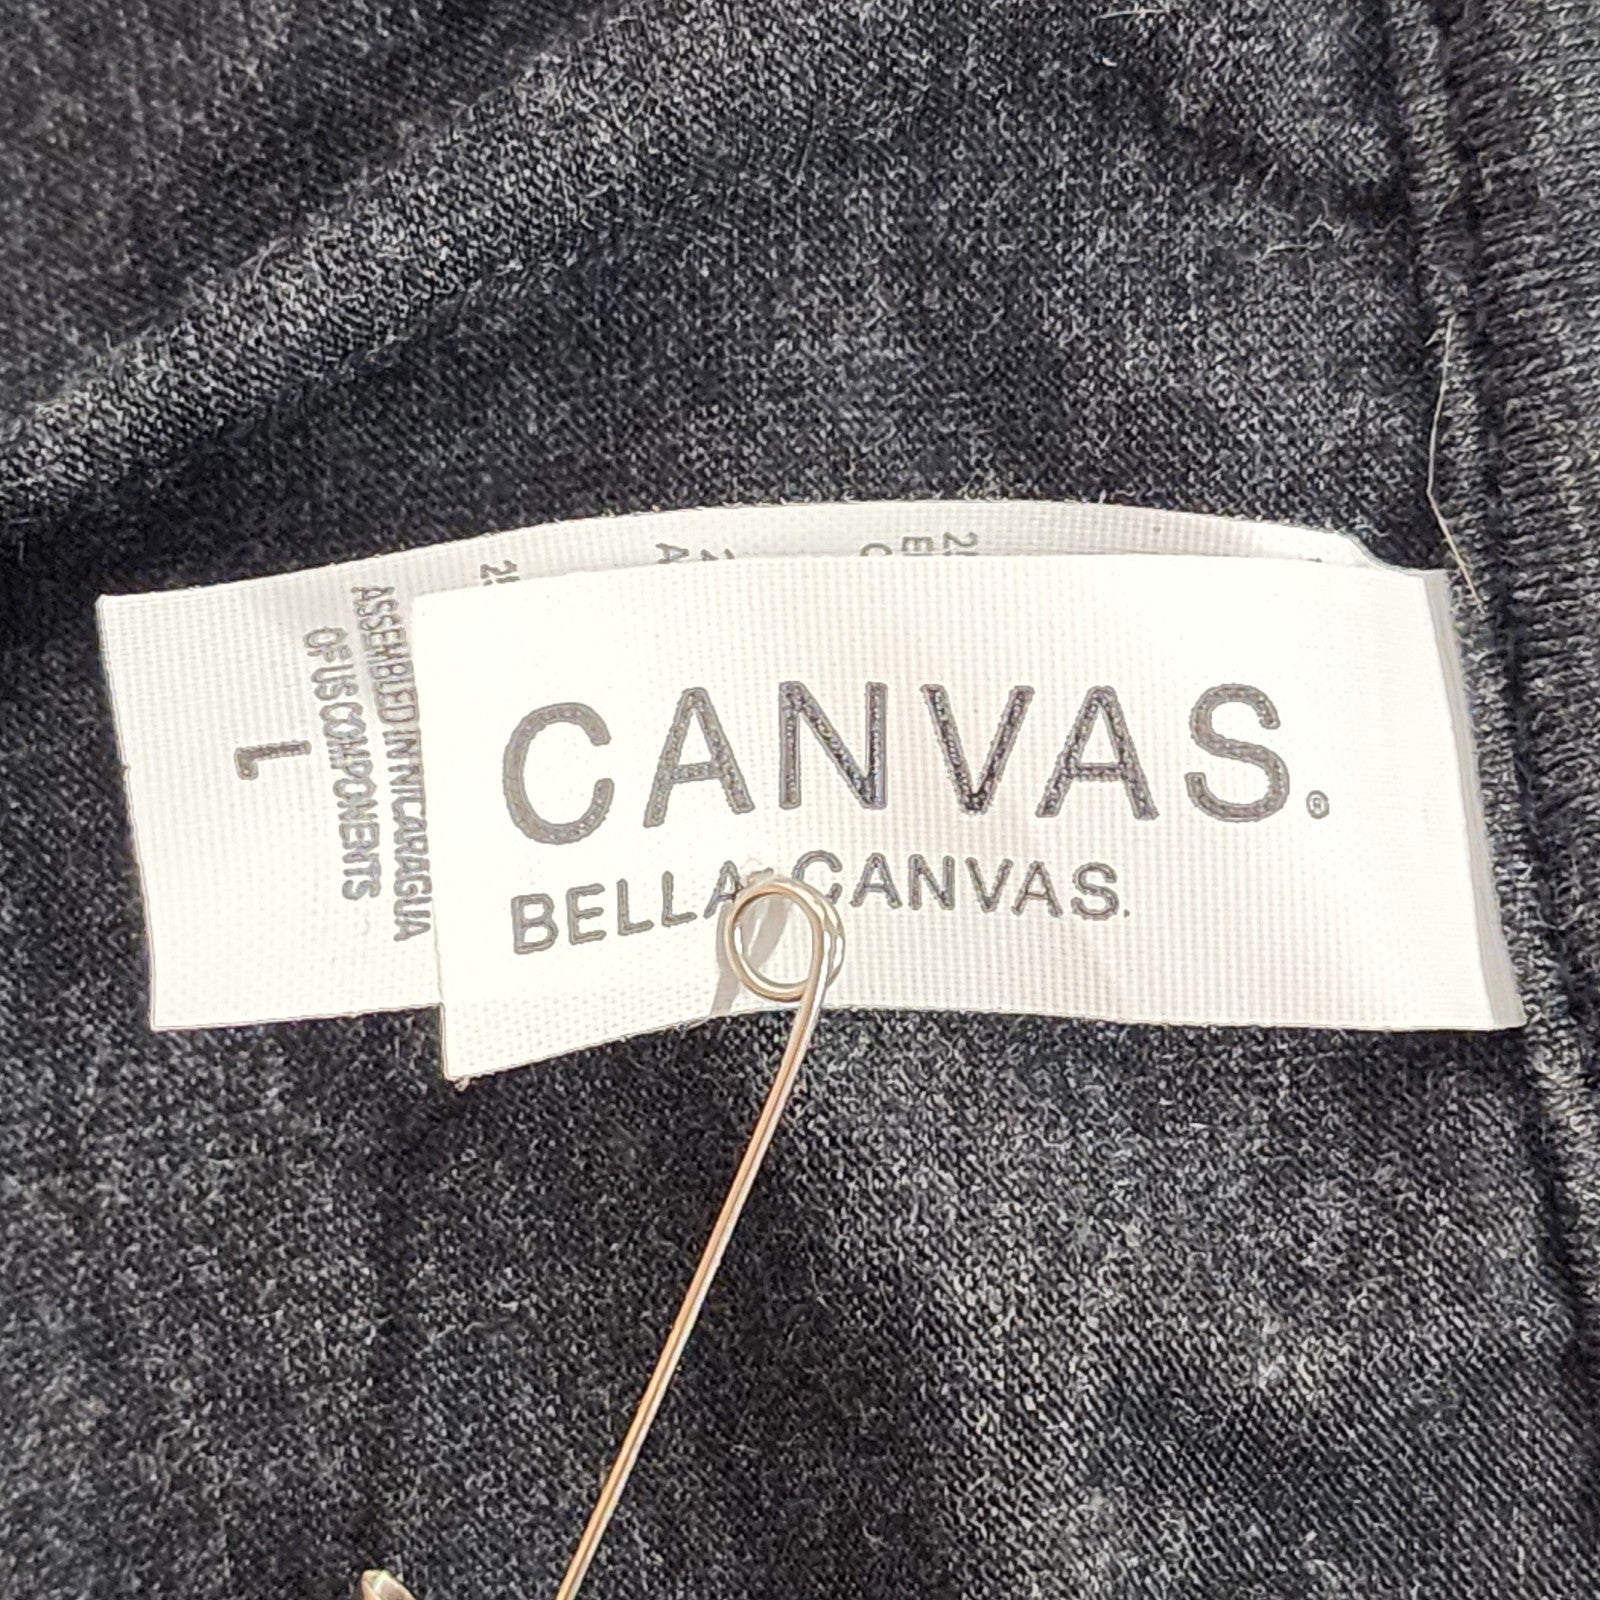 CANVAS.®
BELLA+CANVAS.
ASSEMBLED IN NICARAGUA
OF US COMPONENTS
L